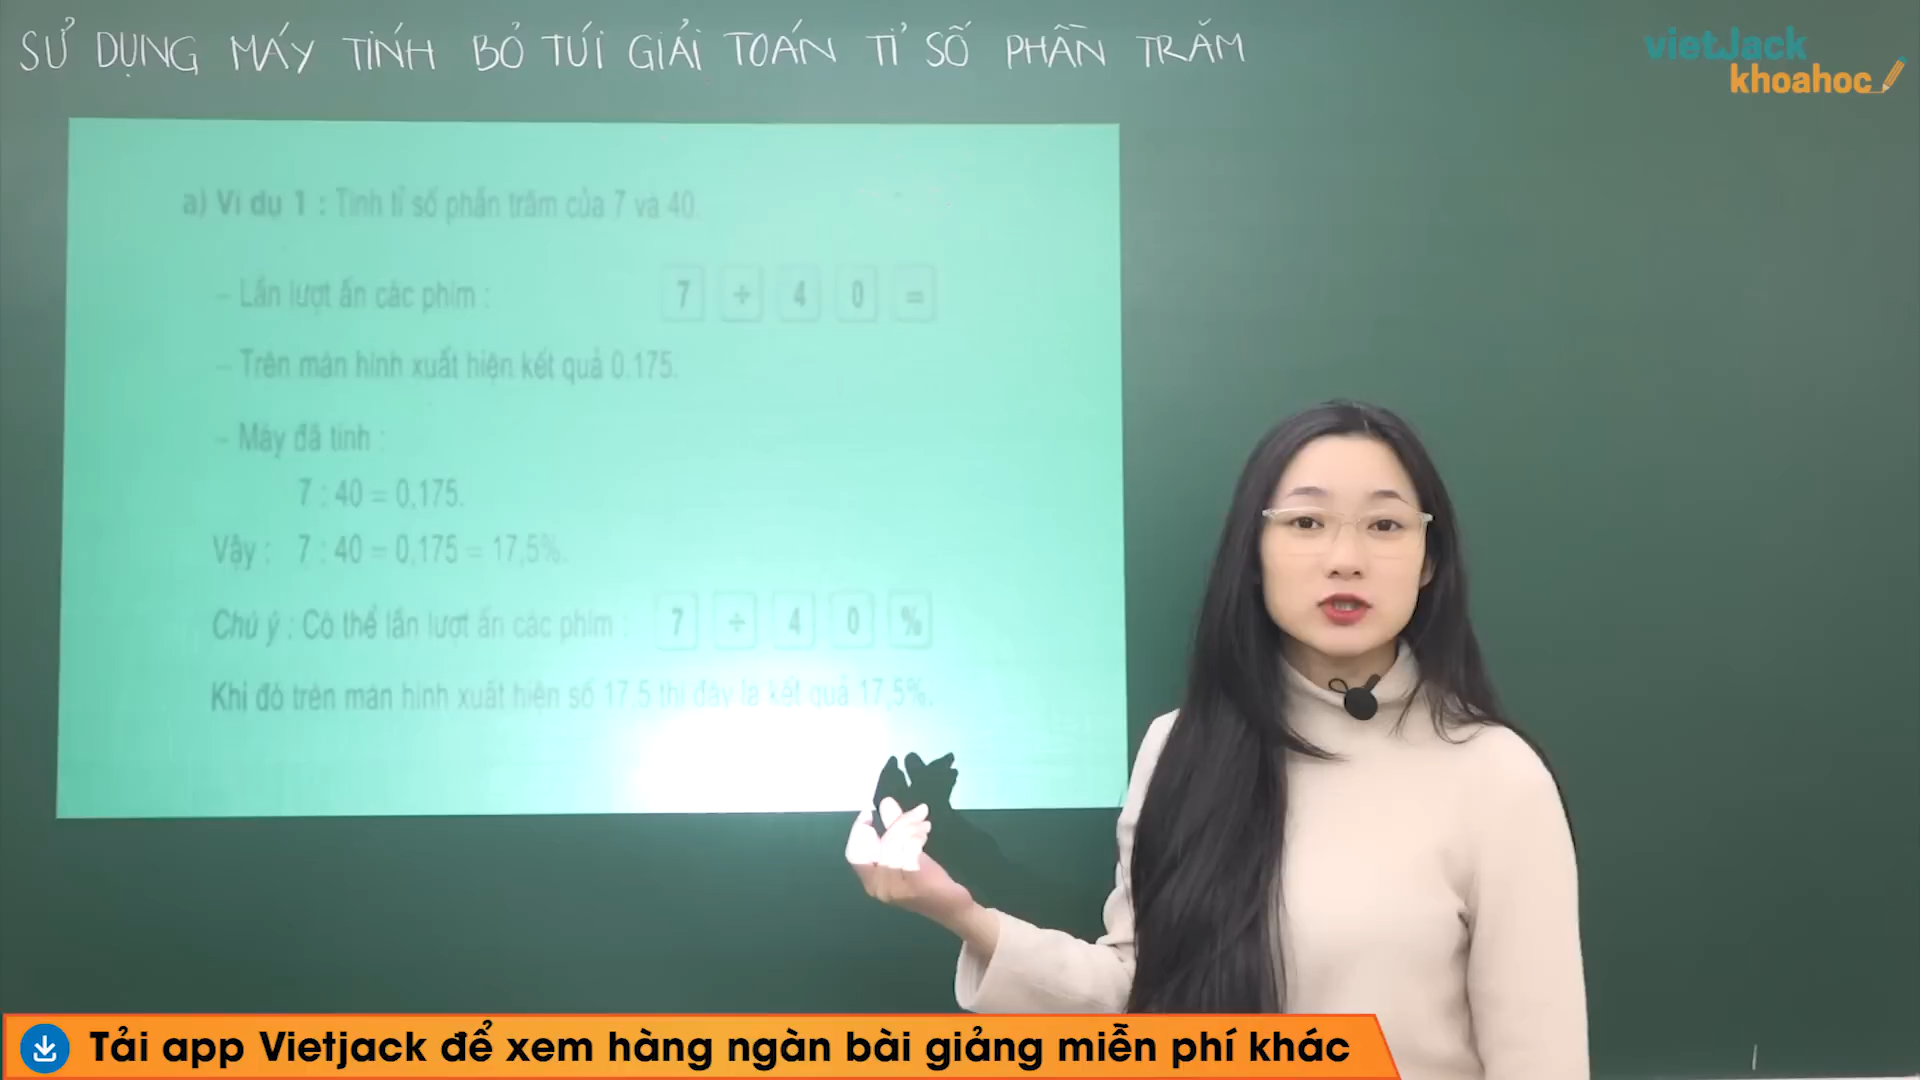 SỬ DỤNG MÁY TÍNH BỎ TÚI GIẢI TOÁN TỈ SỐ PHẦN TRĂM
vietJack
khoahoc
a) Ví dụ 1 : Tính tỉ số phần trăm của 7 và 40.
– Lần lượt ấn các phím : 7 ÷ 4 0 =
– Trên màn hình xuất hiện kết quả 0.175.
– Máy đã tính :
7 : 40 = 0,175.
Vậy : 7 : 40 = 0,175 = 17,5%.
Chú ý : Có thể lần lượt ấn các phím : 7 ÷ 4 0 %
Khi đó trên màn hình xuất hiện số 17.5 thì đây là kết quả 17,5%.
Tải app Vietjack để xem hàng ngàn bài giảng miễn phí khác